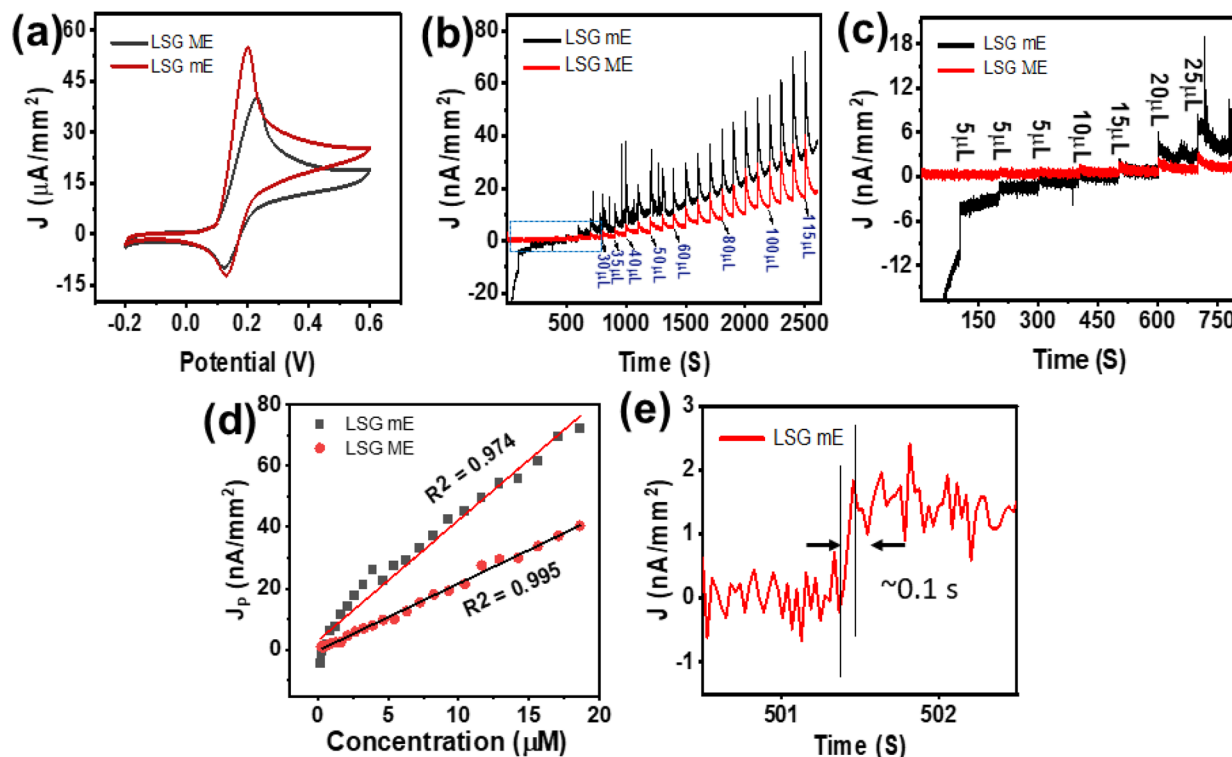 (a)
LSG ME
LSG mE
J (μA/mm²)
60
45
30
15
0
-15
-0.2
0.0
0.2
0.4
0.6
Potential (V)
(b)
LSG mE
LSG ME
J (nA/mm²)
80
60
40
20
0
-20
30μL
35μL
40μL
50μL
60μL
80μL
100μL
115μL
500
1000
1500
2000
2500
Time (S)
(c)
LSG mE
LSG ME
J (nA/mm²)
18
12
6
0
-6
-12
5μL
5μL
5μL
10μL
15μL
20μL
25μL
150
300
450
600
750
Time (S)
(d)
LSG mE
LSG ME
Jp (nA/mm²)
80
60
40
20
0
R² = 0.974
R² = 0.995
0
5
10
15
20
Concentration (μM)
(e)
LSG mE
J (nA/mm²)
3
2
1
0
-1
~0.1 s
501
502
Time (S)